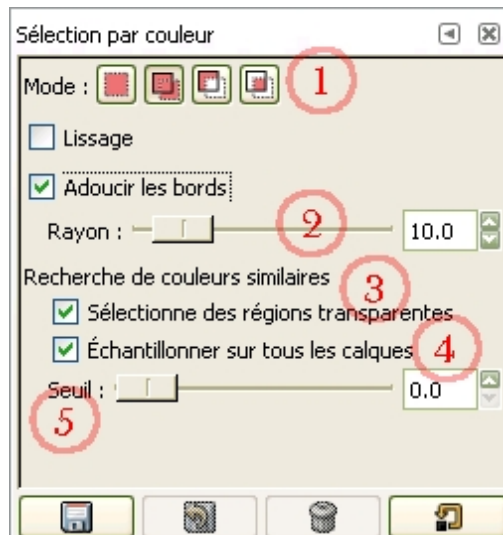 Sélection par couleur
Mode : 1
Lissage
Adoucir les bords
Rayon : 2 10.0
Recherche de couleurs similaires 3
Sélectionne des régions transparentes
Échantillonner sur tous les calques 4
Seuil : 0.0
5